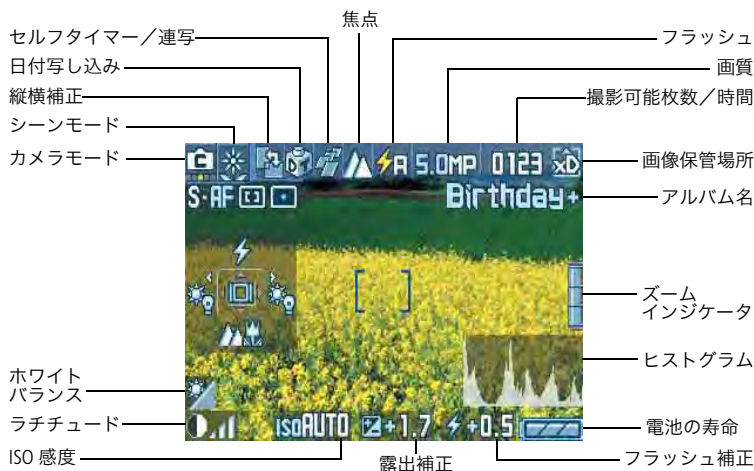 焦点
セルフタイマー／連写
フラッシュ
日付写し込み
画質
縦横補正
撮影可能枚数／時間
シーンモード
カメラモード
画像保管場所
A 5.0MP 0123 xD
S-AF
Birthday+
アルバム名
ズーム
インジケータ
ヒストグラム
ホワイト
バランス
ラチチュード
ISOAUTO +1.7 +0.5
電池の寿命
ISO 感度
露出補正
フラッシュ補正